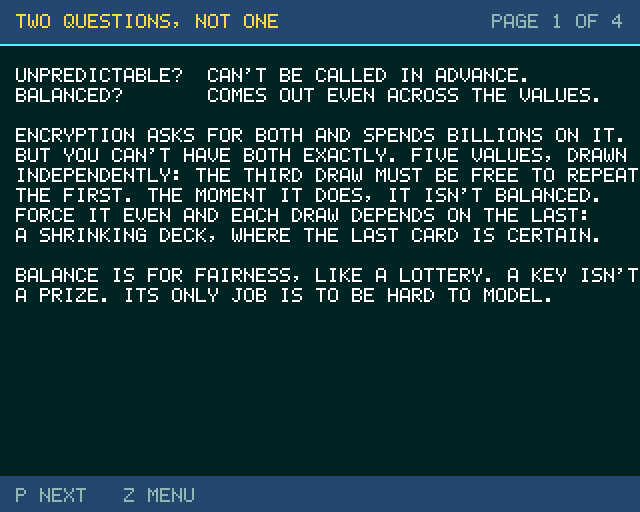 TWO QUESTIONS, NOT ONE PAGE 1 OF 4
UNPREDICTABLE? CAN'T BE CALLED IN ADVANCE.
BALANCED? COMES OUT EVEN ACROSS THE VALUES.
ENCRYPTION ASKS FOR BOTH AND SPENDS BILLIONS ON IT.
BUT YOU CAN'T HAVE BOTH EXACTLY. FIVE VALUES, DRAWN
INDEPENDENTLY: THE THIRD DRAW MUST BE FREE TO REPEAT
THE FIRST. THE MOMENT IT DOES, IT ISN'T BALANCED.
FORCE IT EVEN AND EACH DRAW DEPENDS ON THE LAST:
A SHRINKING DECK, WHERE THE LAST CARD IS CERTAIN.
BALANCE IS FOR FAIRNESS, LIKE A LOTTERY. A KEY ISN'T
A PRIZE. ITS ONLY JOB IS TO BE HARD TO MODEL.
P NEXT Z MENU